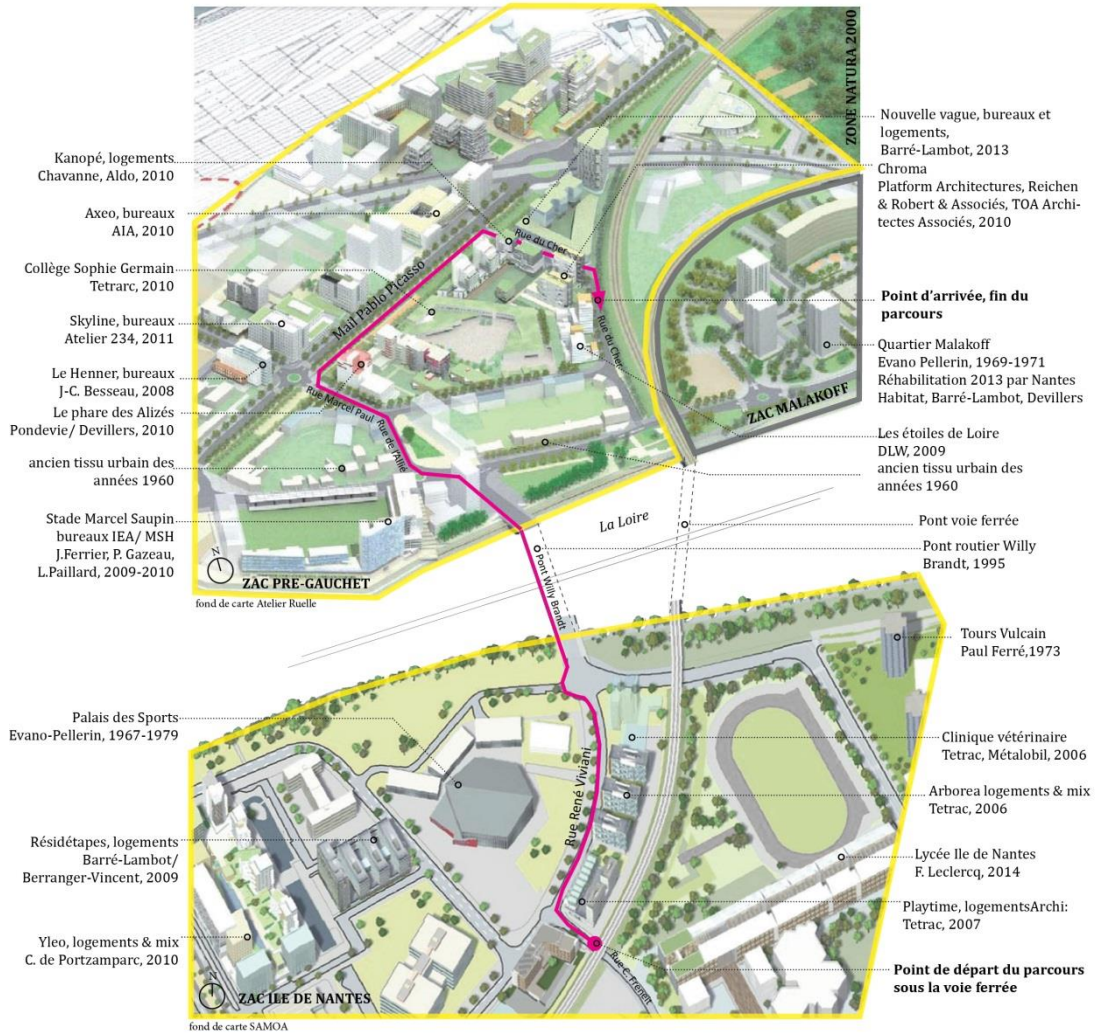 ZONE NATURA 2000
Kanopé, logements
Chavanne, Aldo, 2010
Axeo, bureaux
AIA, 2010
Collège Sophie Germain
Tetrarc, 2010
Skyline, bureaux
Atelier 234, 2011
Le Henner, bureaux
J-C. Besseau, 2008
Le phare des Alizés
Pondevie/ Devillers, 2010
ancien tissu urbain des
années 1960
Stade Marcel Saupin
bureaux IEA/ MSH
J.Ferrier, P. Gazeau,
L.Paillard, 2009-2010
Nouvelle vague, bureaux et
logements,
Barré-Lambot, 2013
Chroma
Platform Architectures, Reichen
& Robert & Associés, TOA Archi-
tectes Associés, 2010
Point d'arrivée, fin du
parcours
Quartier Malakoff
Evano Pellerin, 1969-1971
Réhabilitation 2013 par Nantes
Habitat, Barré-Lambot, Devillers
Les étoiles de Loire
DLW, 2009
ancien tissu urbain des
années 1960
Pont voie ferrée
Pont routier Willy
Brandt, 1995
Mail Pablo Picasso
Rue du Cher
Rue du Cher
Rue Marcel Paul
Rue de l'Allier
ZAC MALAKOFF
La Loire
Pont Willy Brandt
N
ZAC PRE-GAUCHET
fond de carte Atelier Ruelle
Palais des Sports
Evano-Pellerin, 1967-1979
Résidétapes, logements
Barré-Lambot/
Berranger-Vincent, 2009
Yleo, logements & mix
C. de Portzamparc, 2010
Rue René Viviani
Tours Vulcain
Paul Ferré,1973
Clinique vétérinaire
Tetrac, Métalobil, 2006
Arborea logements & mix
Tetrac, 2006
Lycée Ile de Nantes
F. Leclercq, 2014
Playtime, logementsArchi:
Tetrac, 2007
Point de départ du parcours
sous la voie ferrée
Rue C. Freneit
N
ZAC ILE DE NANTES
fond de carte SAMOA